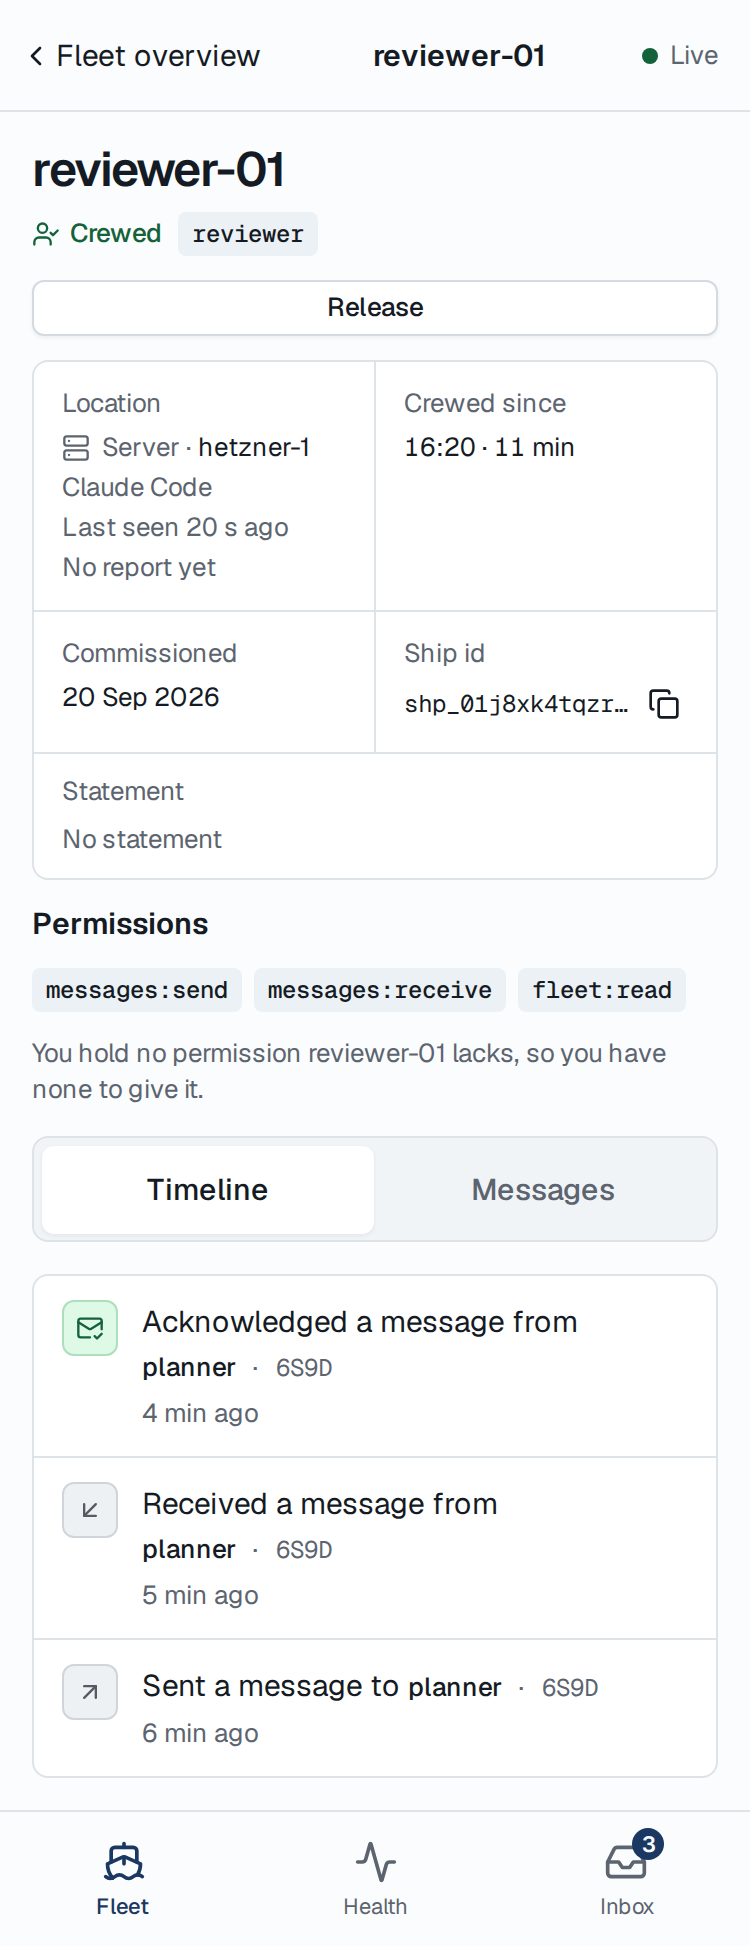 Fleet overview
reviewer-01
Live
reviewer-01
Crewed
reviewer
Release
Location
Server · hetzner-1
Claude Code
Last seen 20 s ago
No report yet
Crewed since
16:20 · 11 min
Commissioned
20 Sep 2026
Ship id
shp_01j8xk4tqzr…
Statement
No statement
Permissions
messages:send
messages:receive
fleet:read
You hold no permission reviewer-01 lacks, so you have
none to give it.
Timeline
Messages
Acknowledged a message from
planner · 6S9D
4 min ago
Received a message from
planner · 6S9D
5 min ago
Sent a message to planner · 6S9D
6 min ago
3
Fleet
Health
Inbox